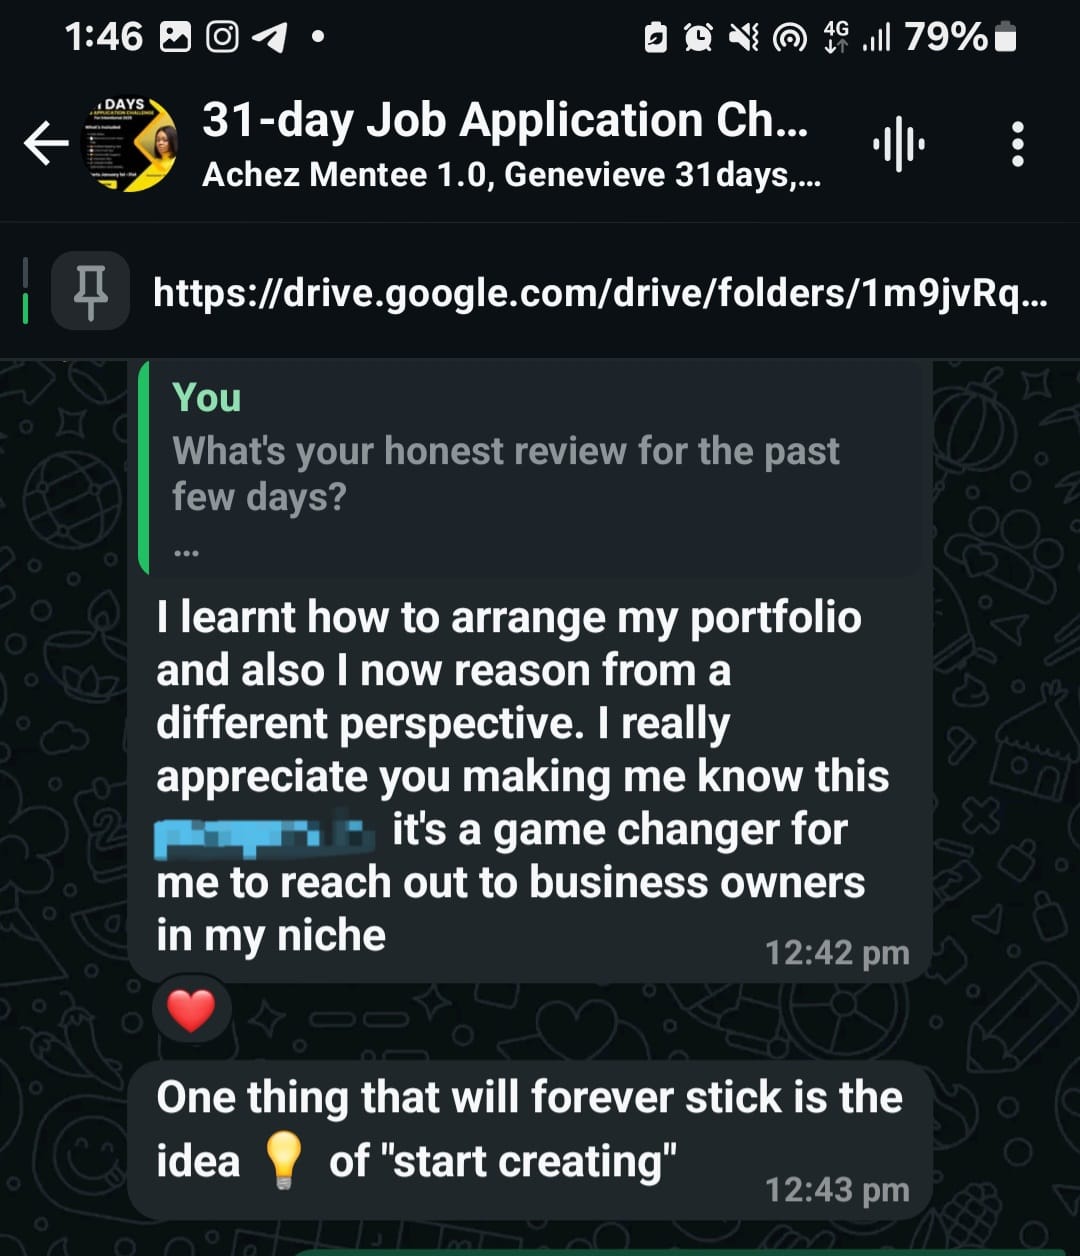 1:46
4G 79%
DAYS
31-day Job Application Ch...
Achez Mentee 1.0, Genevieve 31days,...
https://drive.google.com/drive/folders/1m9jvRq...
You
What's your honest review for the past
few days?
...
I learnt how to arrange my portfolio
and also I now reason from a
different perspective. I really
appreciate you making me know this
it's a game changer for
me to reach out to business owners
in my niche
12:42 pm
One thing that will forever stick is the
idea 💡 of "start creating"
12:43 pm